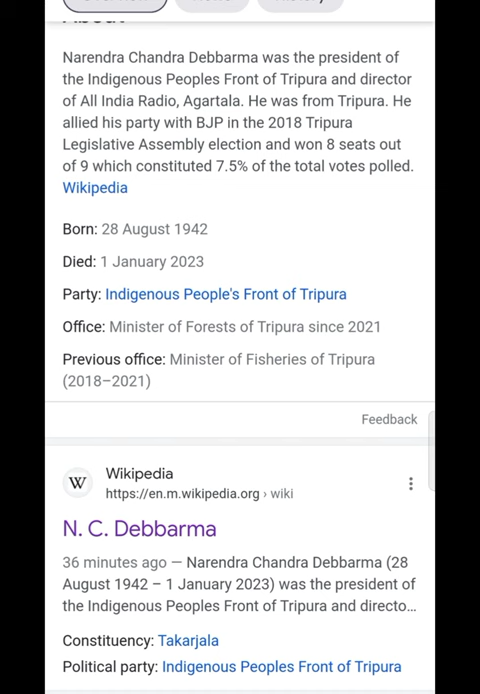 Narendra Chandra Debbarma was the president of
the Indigenous Peoples Front of Tripura and director
of All India Radio, Agartala. He was from Tripura. He
allied his party with BJP in the 2018 Tripura
Legislative Assembly election and won 8 seats out
of 9 which constituted 7.5% of the total votes polled.
Wikipedia
Born: 28 August 1942
Died: 1 January 2023
Party: Indigenous People's Front of Tripura
Office: Minister of Forests of Tripura since 2021
Previous office: Minister of Fisheries of Tripura
(2018–2021)
Feedback
W
Wikipedia
https://en.m.wikipedia.org › wiki
N. C. Debbarma
36 minutes ago — Narendra Chandra Debbarma (28
August 1942 – 1 January 2023) was the president of
the Indigenous Peoples Front of Tripura and directo...
Constituency: Takarjala
Political party: Indigenous Peoples Front of Tripura